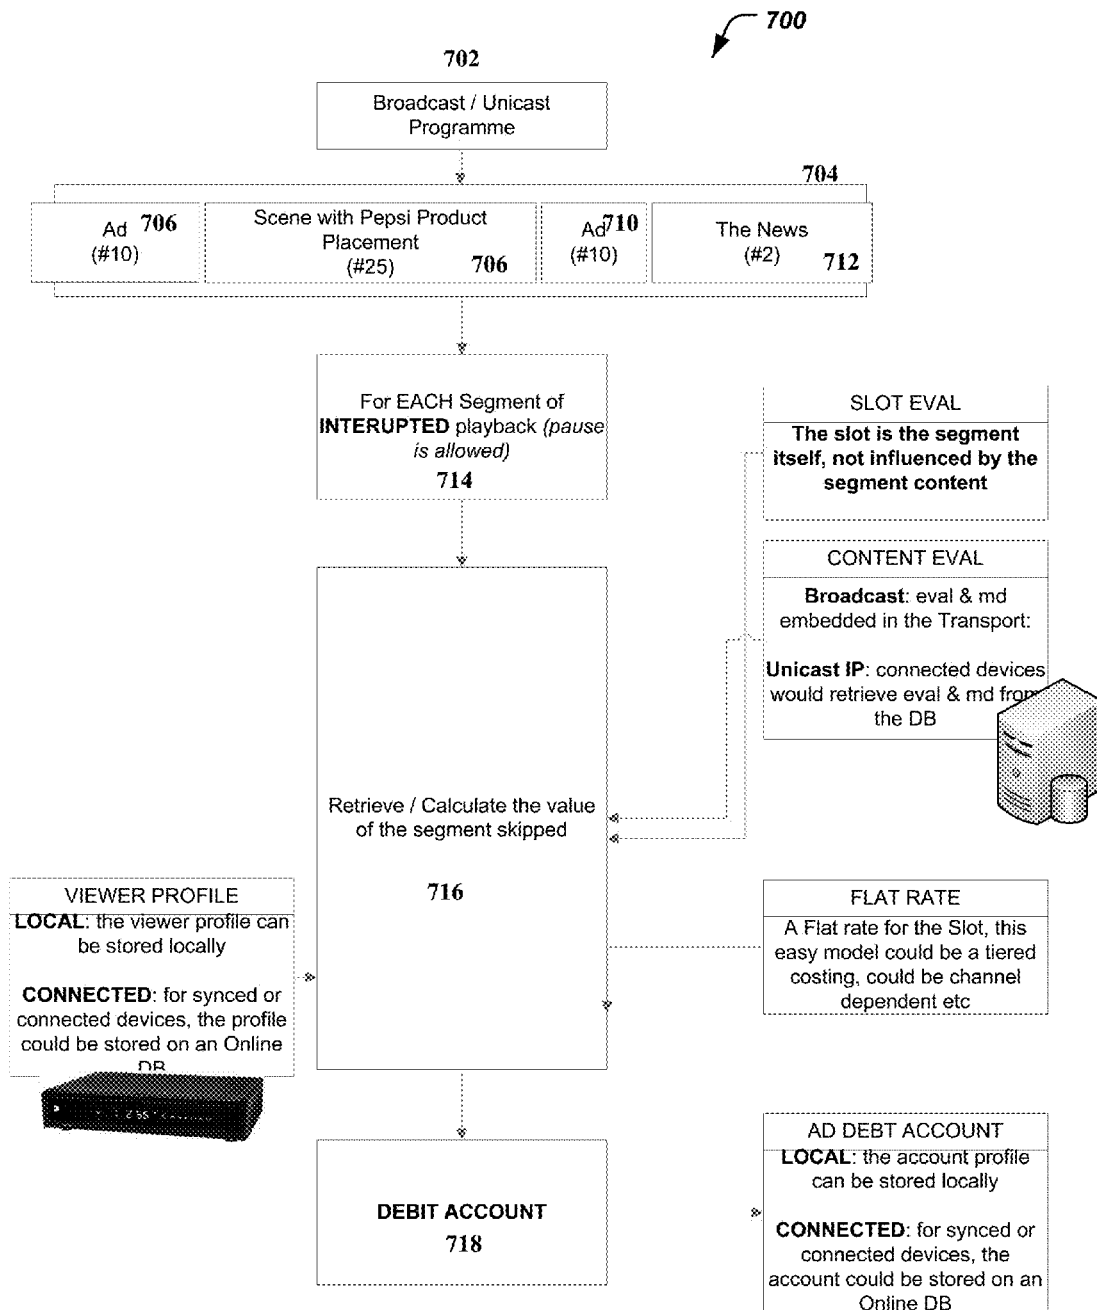 700
702
Broadcast / Unicast
Programme
704
Ad 706
(#10)
Scene with Pepsi Product
Placement
(#25) 706
Ad 710
(#10)
The News
(#2) 712
For EACH Segment of
INTERUPTED playback (pause
is allowed)
714
SLOT EVAL
The slot is the segment
itself, not influenced by the
segment content
CONTENT EVAL
Broadcast: eval & md
embedded in the Transport:
Unicast IP: connected devices
would retrieve eval & md from
the DB
Retrieve / Calculate the value
of the segment skipped
716
VIEWER PROFILE
LOCAL: the viewer profile can
be stored locally
CONNECTED: for synced or
connected devices, the profile
could be stored on an Online
DB
FLAT RATE
A Flat rate for the Slot, this
easy model could be a tiered
costing, could be channel
dependent etc
DEBIT ACCOUNT
718
AD DEBT ACCOUNT
LOCAL: the account profile
can be stored locally
CONNECTED: for synced or
connected devices, the
account could be stored on an
Online DB